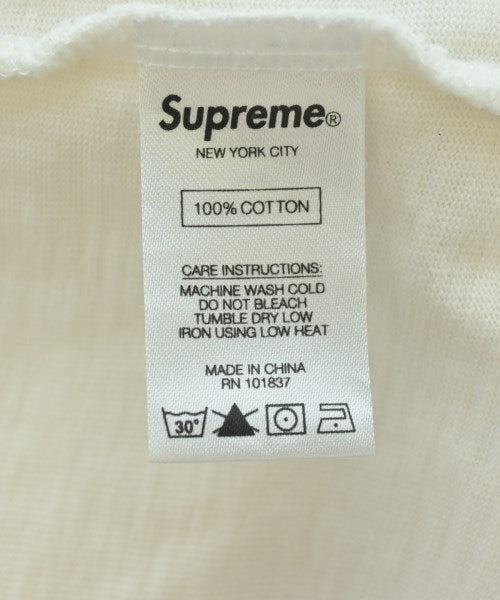 Supreme®
NEW YORK CITY
100% COTTON
CARE INSTRUCTIONS:
MACHINE WASH COLD
DO NOT BLEACH
TUMBLE DRY LOW
IRON USING LOW HEAT
MADE IN CHINA
RN 101837
30°